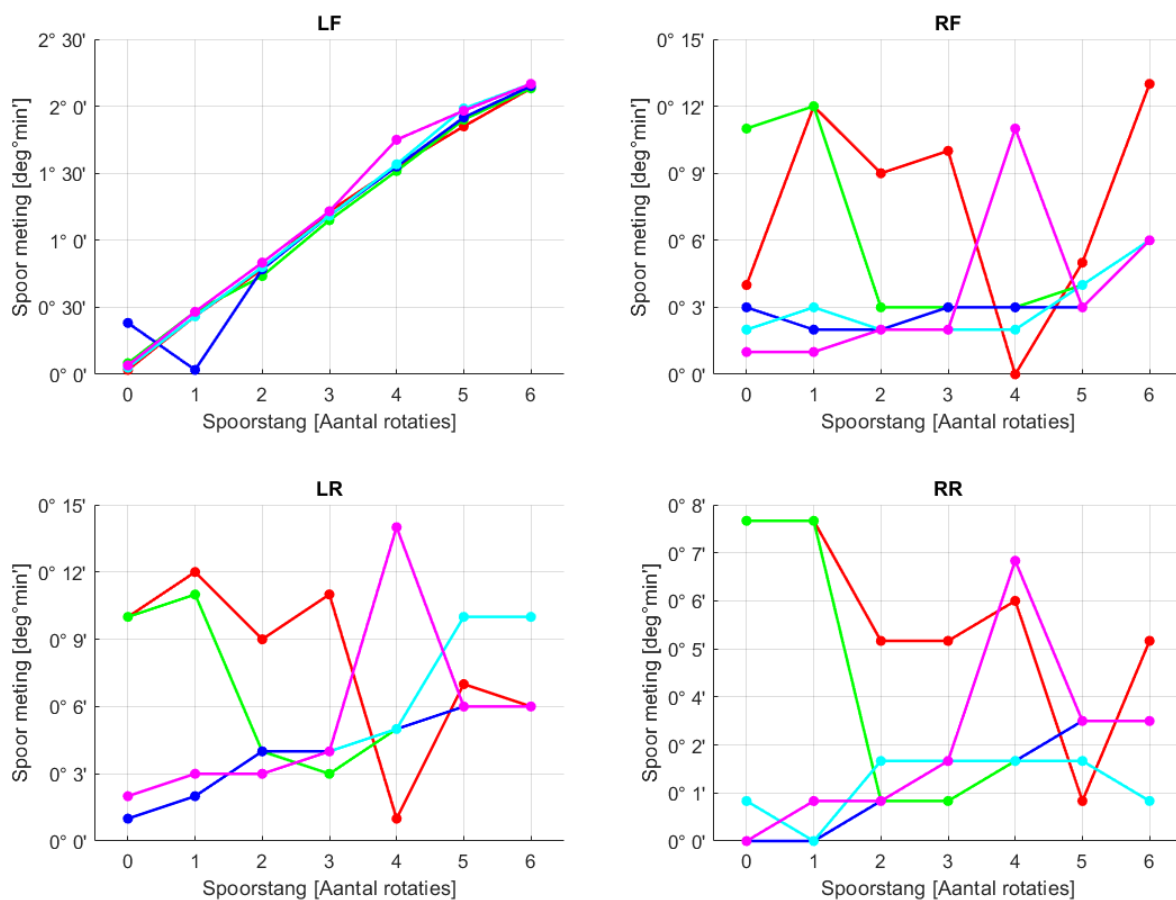 LF
2° 30'
2° 0'
1° 30'
1° 0'
0° 30'
0° 0'
Spoor meting [deg°min']
0 1 2 3 4 5 6
Spoorstang [Aantal rotaties]
RF
0° 15'
0° 12'
0° 9'
0° 6'
0° 3'
0° 0'
Spoor meting [deg°min']
0 1 2 3 4 5 6
Spoorstang [Aantal rotaties]
LR
0° 15'
0° 12'
0° 9'
0° 6'
0° 3'
0° 0'
Spoor meting [deg°min']
0 1 2 3 4 5 6
Spoorstang [Aantal rotaties]
RR
0° 8'
0° 7'
0° 6'
0° 5'
0° 4'
0° 2'
0° 1'
0° 0'
Spoor meting [deg°min']
0 1 2 3 4 5 6
Spoorstang [Aantal rotaties]